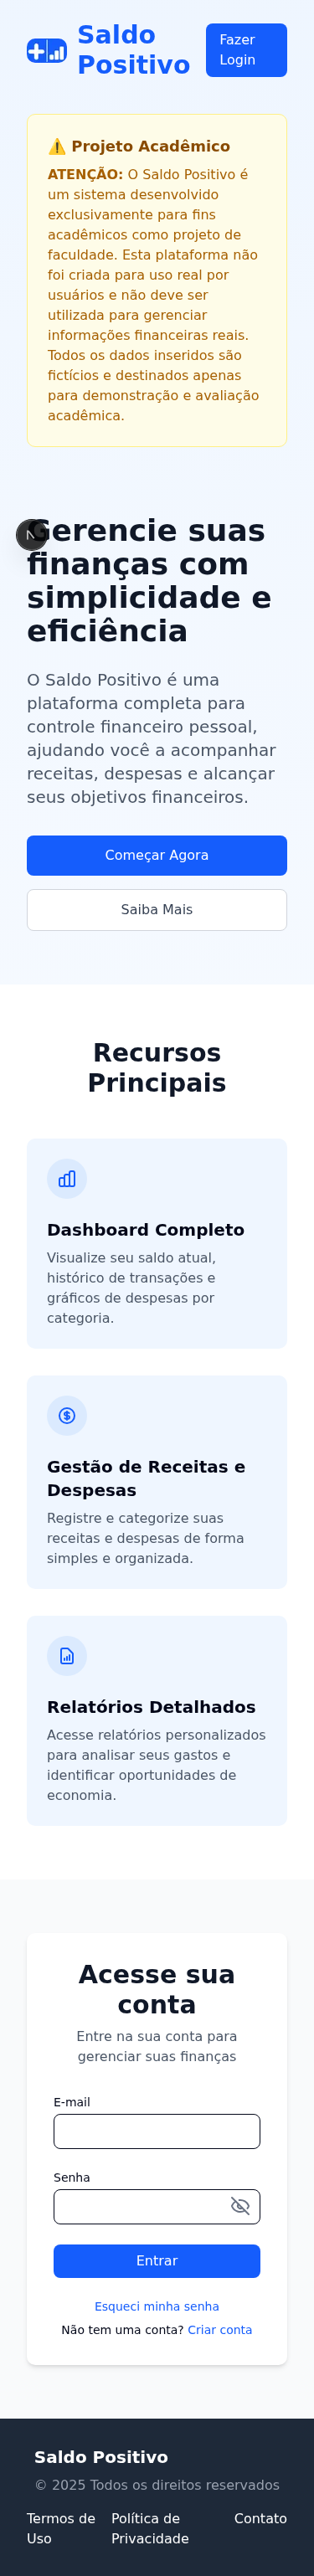 Saldo
Positivo
Fazer
Login
⚠️ Projeto Acadêmico
ATENÇÃO: O Saldo Positivo é
um sistema desenvolvido
exclusivamente para fins
acadêmicos como projeto de
faculdade. Esta plataforma não
foi criada para uso real por
usuários e não deve ser
utilizada para gerenciar
informações financeiras reais.
Todos os dados inseridos são
fictícios e destinados apenas
para demonstração e avaliação
acadêmica.
Gerencie suas
finanças com
simplicidade e
eficiência
O Saldo Positivo é uma
plataforma completa para
controle financeiro pessoal,
ajudando você a acompanhar
receitas, despesas e alcançar
seus objetivos financeiros.
Começar Agora
Saiba Mais
Recursos
Principais
Dashboard Completo
Visualize seu saldo atual,
histórico de transações e
gráficos de despesas por
categoria.
Gestão de Receitas e
Despesas
Registre e categorize suas
receitas e despesas de forma
simples e organizada.
Relatórios Detalhados
Acesse relatórios personalizados
para analisar seus gastos e
identificar oportunidades de
economia.
Acesse sua
conta
Entre na sua conta para
gerenciar suas finanças
E-mail
Senha
Entrar
Esqueci minha senha
Não tem uma conta? Criar conta
Saldo Positivo
© 2025 Todos os direitos reservados
Termos de
Uso
Política de
Privacidade
Contato